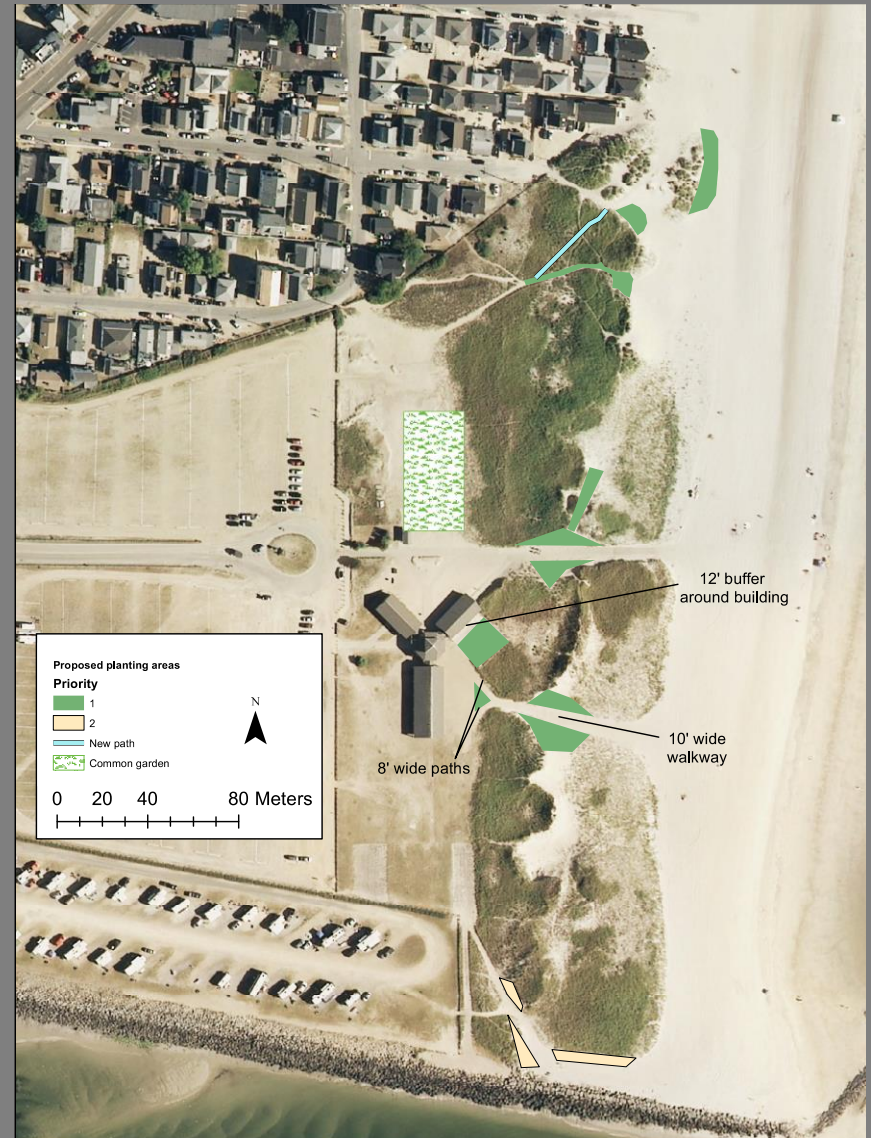 12' buffer
around building
Proposed planting areas
Priority
1
2
New path
Common garden
N
0 20 40 80 Meters
8' wide paths
10' wide
walkway